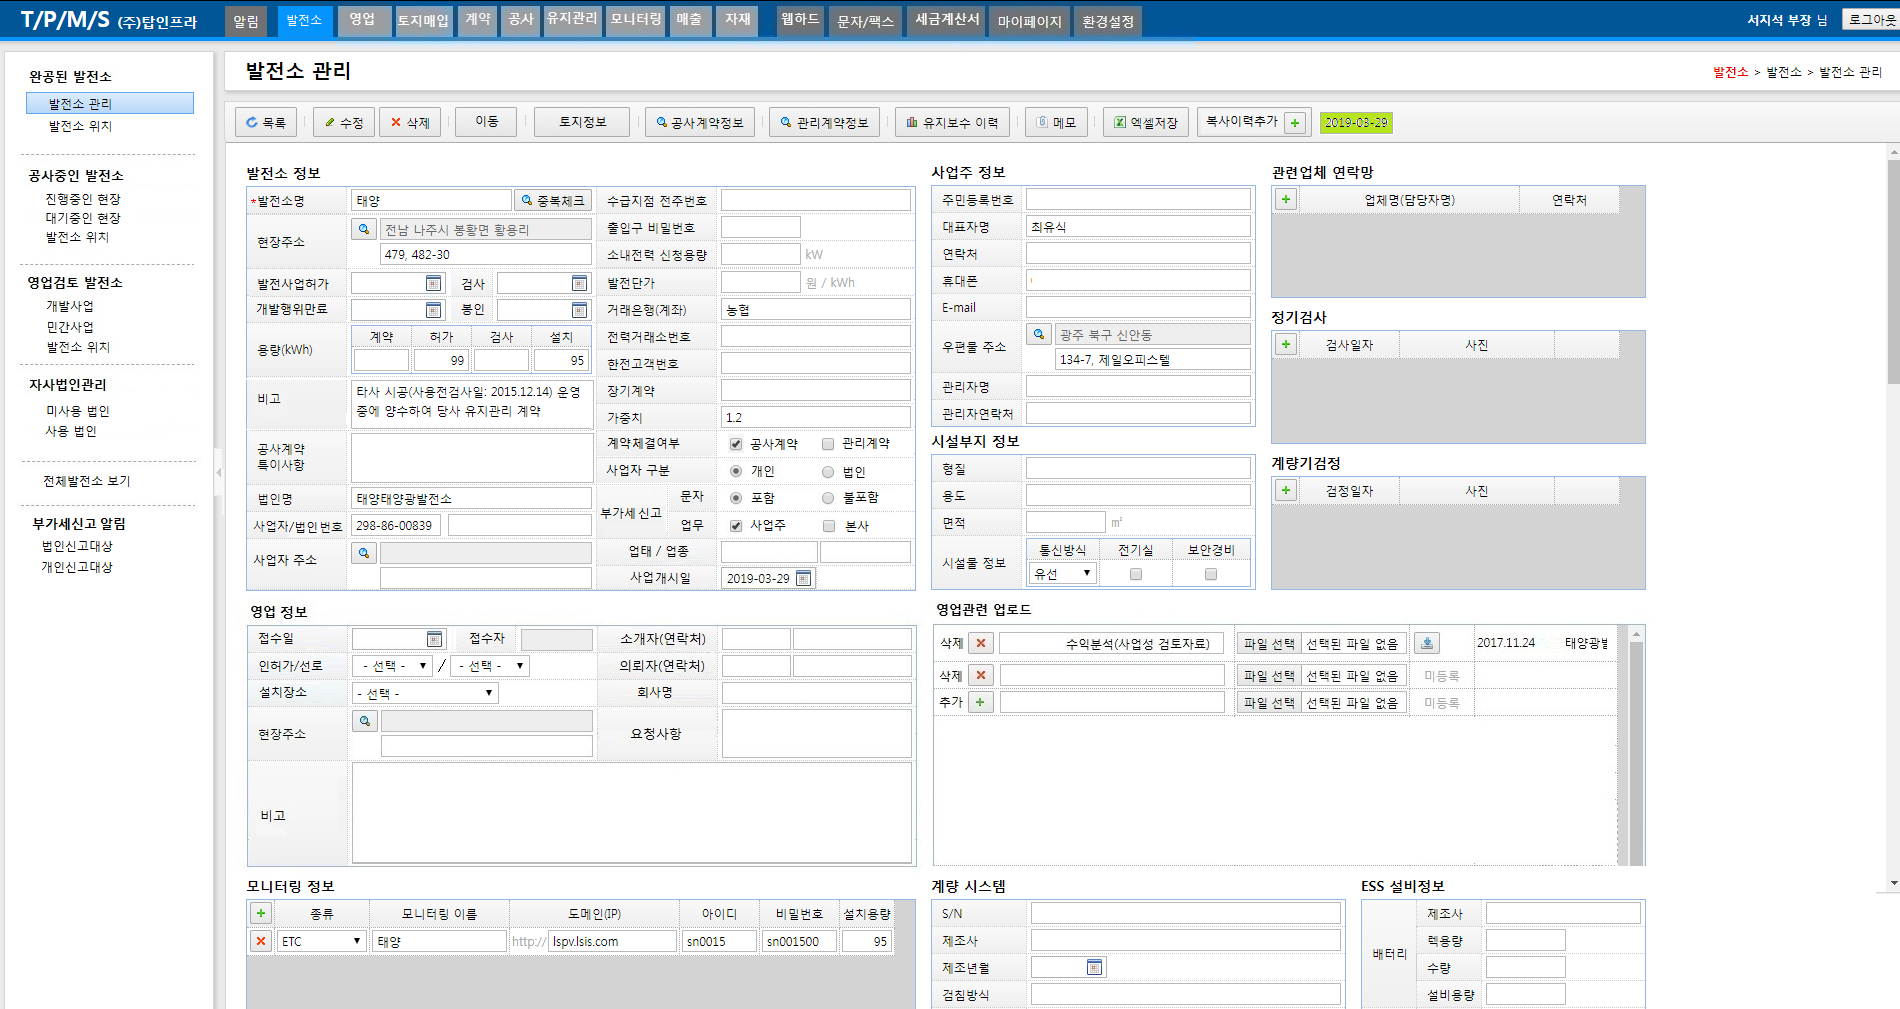 T/P/M/S (주)탑인프라
알림 발전소 영업 토지매입 계약 공사 유지관리 모니터링 매출 자재 웹하드 문자/팩스 세금계산서 마이페이지 환경설정
서지석 부장 님 로그아웃
완공된 발전소
발전소 관리
발전소 위치
공사중인 발전소
진행중인 현장
대기중인 현장
발전소 위치
영업검토 발전소
개발사업
민간사업
발전소 위치
자사법인관리
미사용 법인
사용 법인
전체발전소 보기
부가세신고 알림
법인신고대상
개인신고대상
발전소 관리
발전소 > 발전소 > 발전소 관리
목록 수정 삭제 이동 토지정보 공사계약정보 관리계약정보 유지보수 이력 메모 엑셀저장 복사이력추가 2019-03-29
발전소 정보
*발전소명 태양 중복체크 수급지점 전주번호
현장주소 전남 나주시 봉황면 황용리 출입구 비밀번호
479, 482-30 소내전력 신청용량 kW
발전사업허가 검사 발전단가 원 / kWh
개발행위만료 봉인 거래은행(계좌) 농협
용량(kWh) 계약 허가 검사 설치 전력거래소번호
99 95 한전고객번호
비고 타사 시공(사용전검사일: 2015.12.14) 운영
중에 양수하여 당사 유지관리 계약
장기계약
가중치 1.2
공사계약
특이사항
계약체결여부 공사계약 관리계약
사업자 구분 개인 법인
법인명 태양태양광발전소
부가세 신고 문자 포함 불포함
사업자/법인번호 298-86-00839 업무 사업주 본사
사업자 주소 업태 / 업종
사업개시일 2019-03-29
사업주 정보
주민등록번호
대표자명 최유식
연락처
휴대폰
E-mail
우편물 주소 광주 북구 신안동
134-7, 제일오피스텔
관리자명
관리자연락처
시설부지 정보
형질
용도
면적 ㎡
시설물 정보 통신방식 전기실 보안경비
유선
관련업체 연락망
업체명(담당자명) 연락처
정기검사
검사일자 사진
계량기검정
검정일자 사진
영업 정보
접수일 접수자 소개자(연락처)
인허가/선로 - 선택 - / - 선택 - 의뢰자(연락처)
설치장소 - 선택 - 회사명
현장주소 요청사항
비고
영업관련 업로드
삭제 수익분석(사업성 검토자료) 파일 선택 선택된 파일 없음 2017.11.24 태양광발
삭제 파일 선택 선택된 파일 없음 미등록
추가 파일 선택 선택된 파일 없음 미등록
모니터링 정보
종류 모니터링 이름 도메인(IP) 아이디 비밀번호 설치용량
ETC 태양 http:// lspv.lsis.com sn0015 sn001500 95
계량 시스템
S/N
제조사
제조년월
검침방식
ESS 설비정보
배터리 제조사
렉용량
수량
설비용량